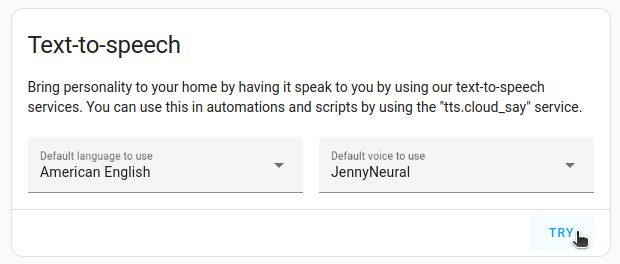 Text-to-speech
Bring personality to your home by having it speak to you by using our text-to-speech
services. You can use this in automations and scripts by using the "tts.cloud_say" service.
Default language to use
American English
Default voice to use
JennyNeural
TRY